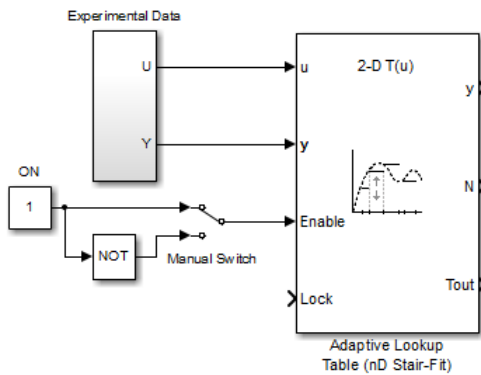 Experimental Data
U
Y
u
2-D T(u)
y
y
N
ON
1
NOT
Manual Switch
Enable
Lock
Tout
Adaptive Lookup
Table (nD Stair-Fit)